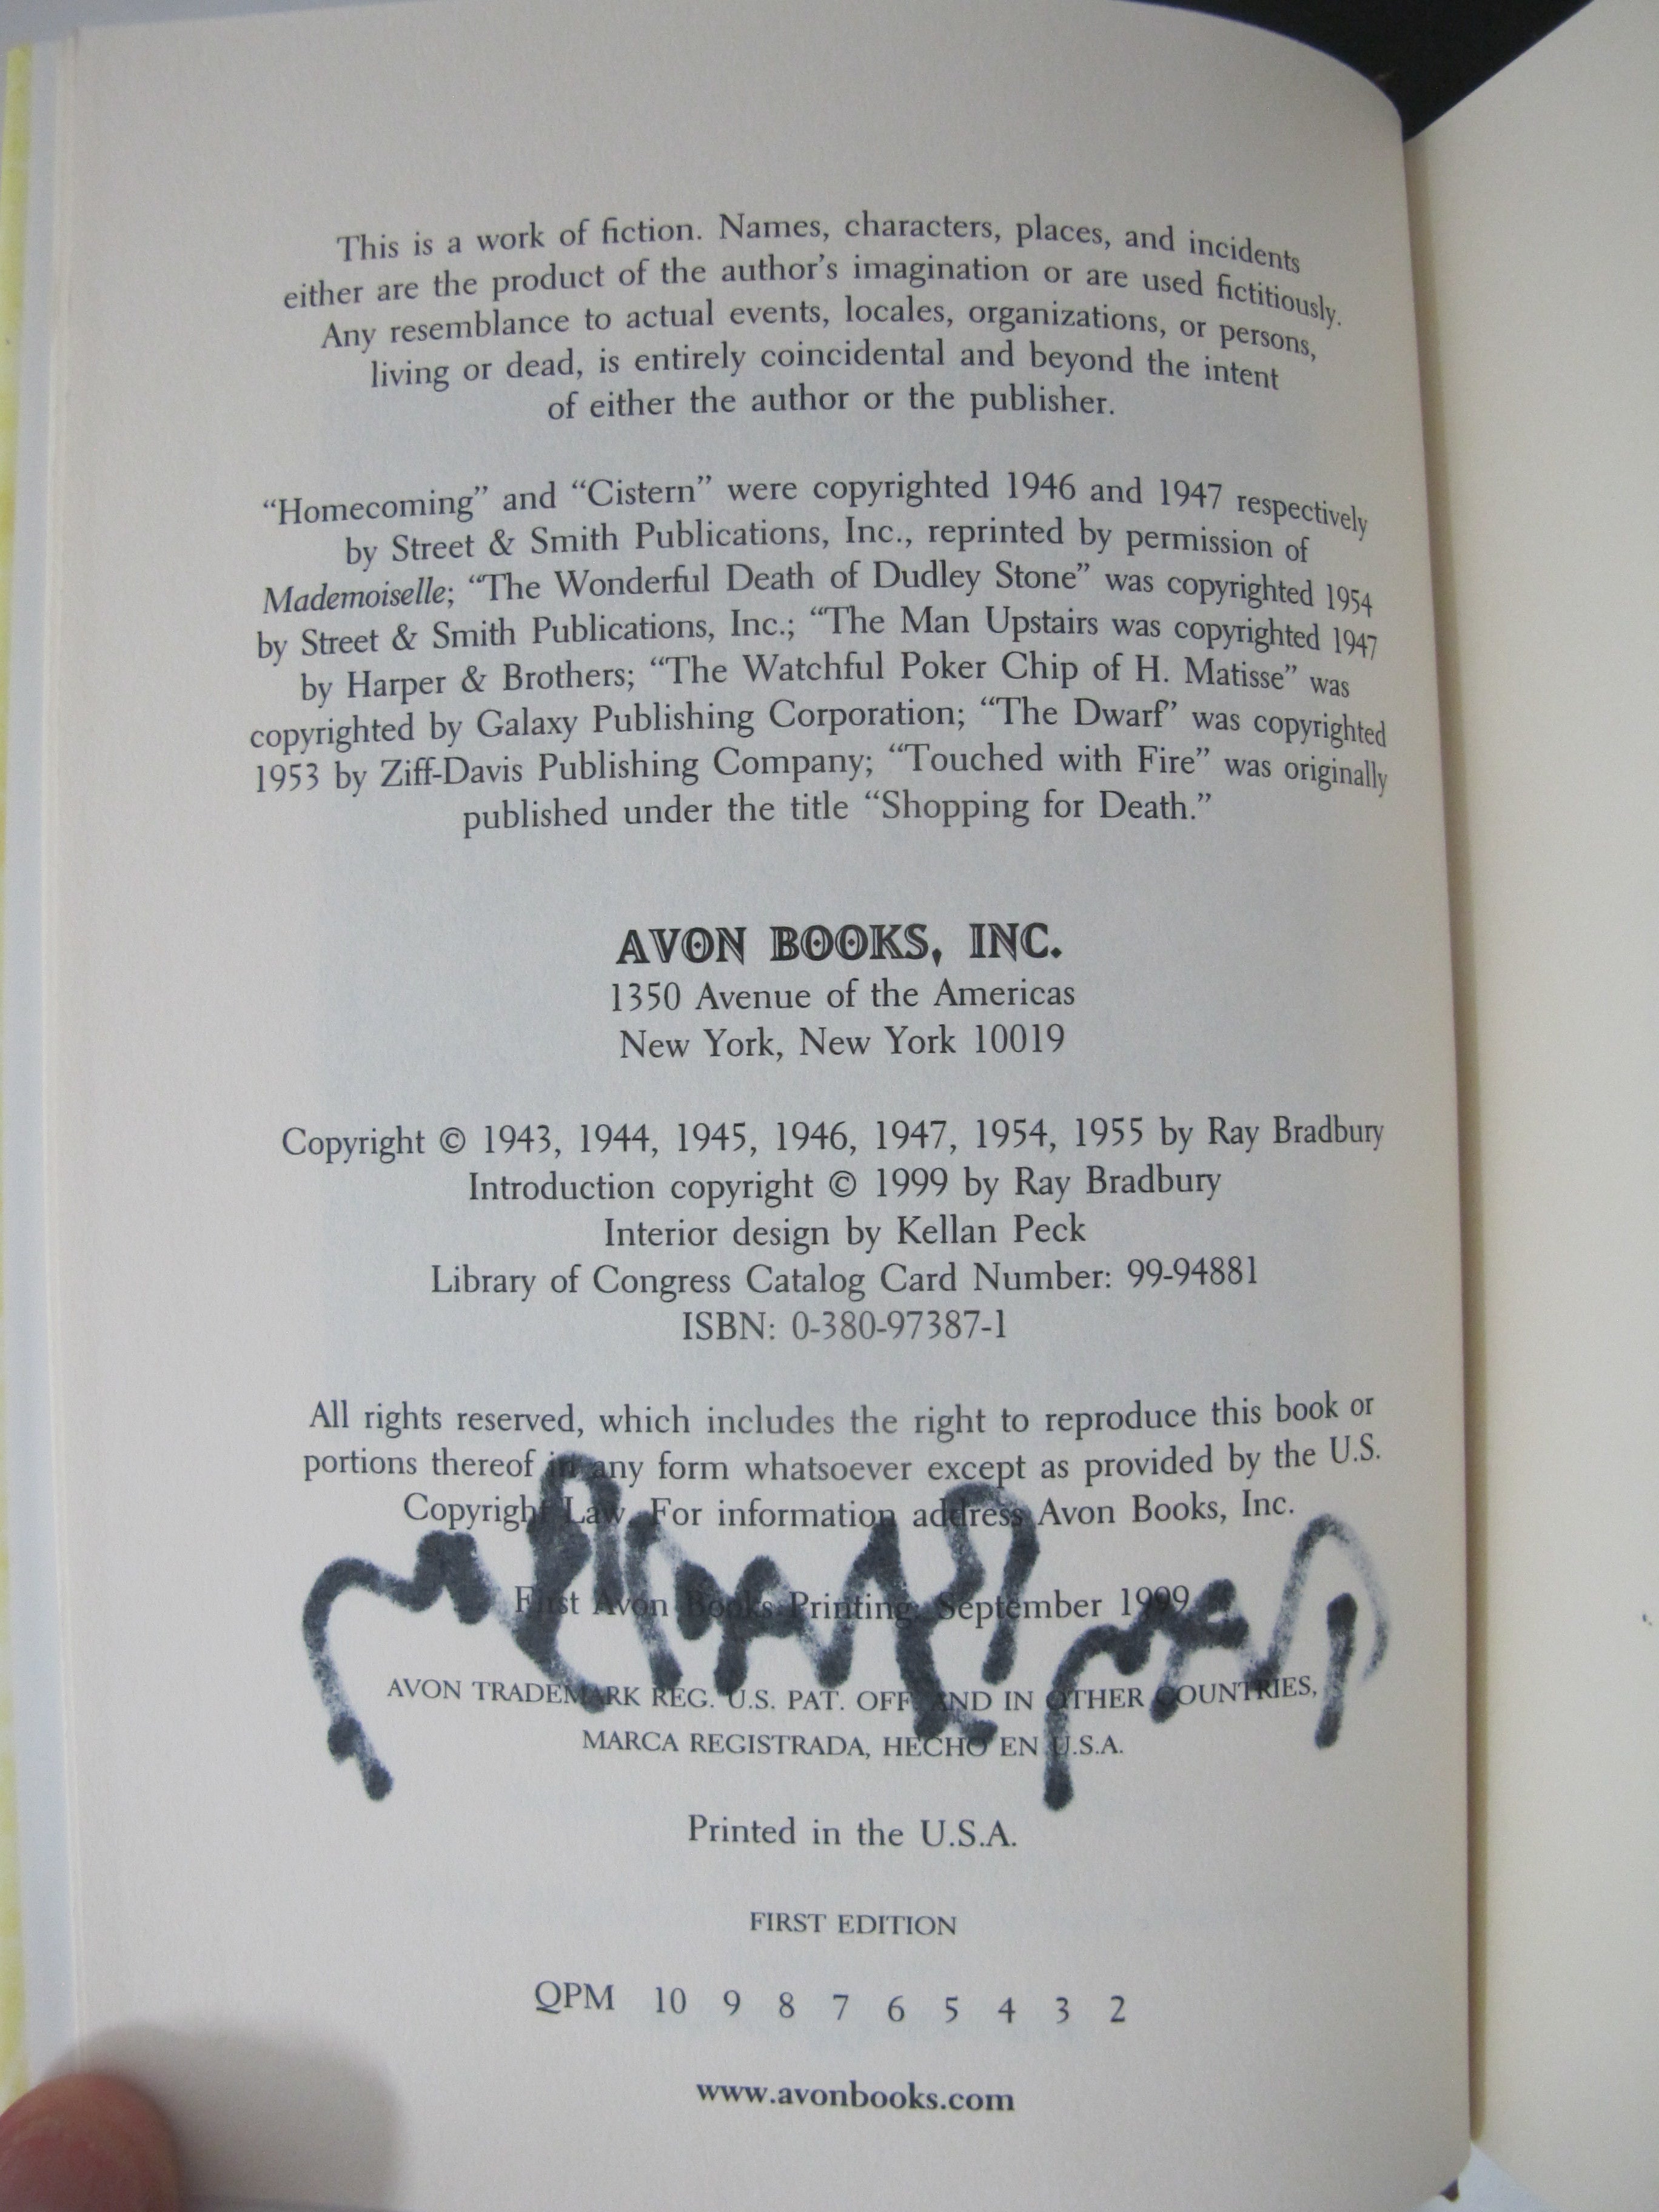 This is a work of fiction. Names, characters, places, and incidents
either are the product of the author's imagination or are used fictitiously.
Any resemblance to actual events, locales, organizations, or persons,
living or dead, is entirely coincidental and beyond the intent
of either the author or the publisher.
“Homecoming” and “Cistern” were copyrighted 1946 and 1947 respectively
by Street & Smith Publications, Inc., reprinted by permission of
Mademoiselle; “The Wonderful Death of Dudley Stone” was copyrighted 1954
by Street & Smith Publications, Inc.; “The Man Upstairs was copyrighted 1947
by Harper & Brothers; “The Watchful Poker Chip of H. Matisse” was
copyrighted by Galaxy Publishing Corporation; “The Dwarf” was copyrighted
1953 by Ziff-Davis Publishing Company; “Touched with Fire” was originally
published under the title “Shopping for Death.”
AVON BOOKS, INC.
1350 Avenue of the Americas
New York, New York 10019
Copyright © 1943, 1944, 1945, 1946, 1947, 1954, 1955 by Ray Bradbury
Introduction copyright © 1999 by Ray Bradbury
Interior design by Kellan Peck
Library of Congress Catalog Card Number: 99-94881
ISBN: 0-380-97387-1
All rights reserved, which includes the right to reproduce this book or
portions thereof in any form whatsoever except as provided by the U.S.
Copyright Law. For information address Avon Books, Inc.
First Avon Books Printing: September 1999
AVON TRADEMARK REG. U.S. PAT. OFF. AND IN OTHER COUNTRIES,
MARCA REGISTRADA, HECHO EN U.S.A.
Printed in the U.S.A.
FIRST EDITION
QPM 10 9 8 7 6 5 4 3 2
www.avonbooks.com